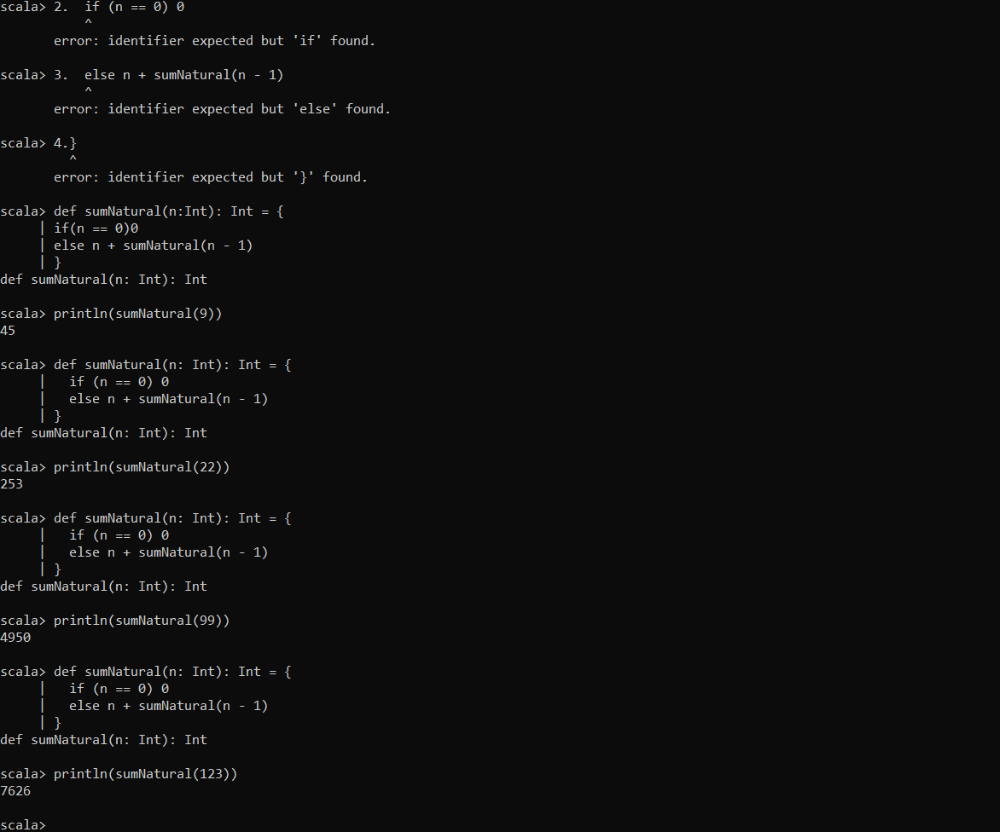 scala> 2.  if (n == 0) 0
           ^
       error: identifier expected but 'if' found.
scala> 3.  else n + sumNatural(n - 1)
           ^
       error: identifier expected but 'else' found.
scala> 4.}
         ^
       error: identifier expected but '}' found.
scala> def sumNatural(n:Int): Int = {
     | if(n == 0)0
     | else n + sumNatural(n - 1)
     | }
def sumNatural(n: Int): Int
scala> println(sumNatural(9))
45
scala> def sumNatural(n: Int): Int = {
     |   if (n == 0) 0
     |   else n + sumNatural(n - 1)
     | }
def sumNatural(n: Int): Int
scala> println(sumNatural(22))
253
scala> def sumNatural(n: Int): Int = {
     |   if (n == 0) 0
     |   else n + sumNatural(n - 1)
     | }
def sumNatural(n: Int): Int
scala> println(sumNatural(99))
4950
scala> def sumNatural(n: Int): Int = {
     |   if (n == 0) 0
     |   else n + sumNatural(n - 1)
     | }
def sumNatural(n: Int): Int
scala> println(sumNatural(123))
7626
scala>